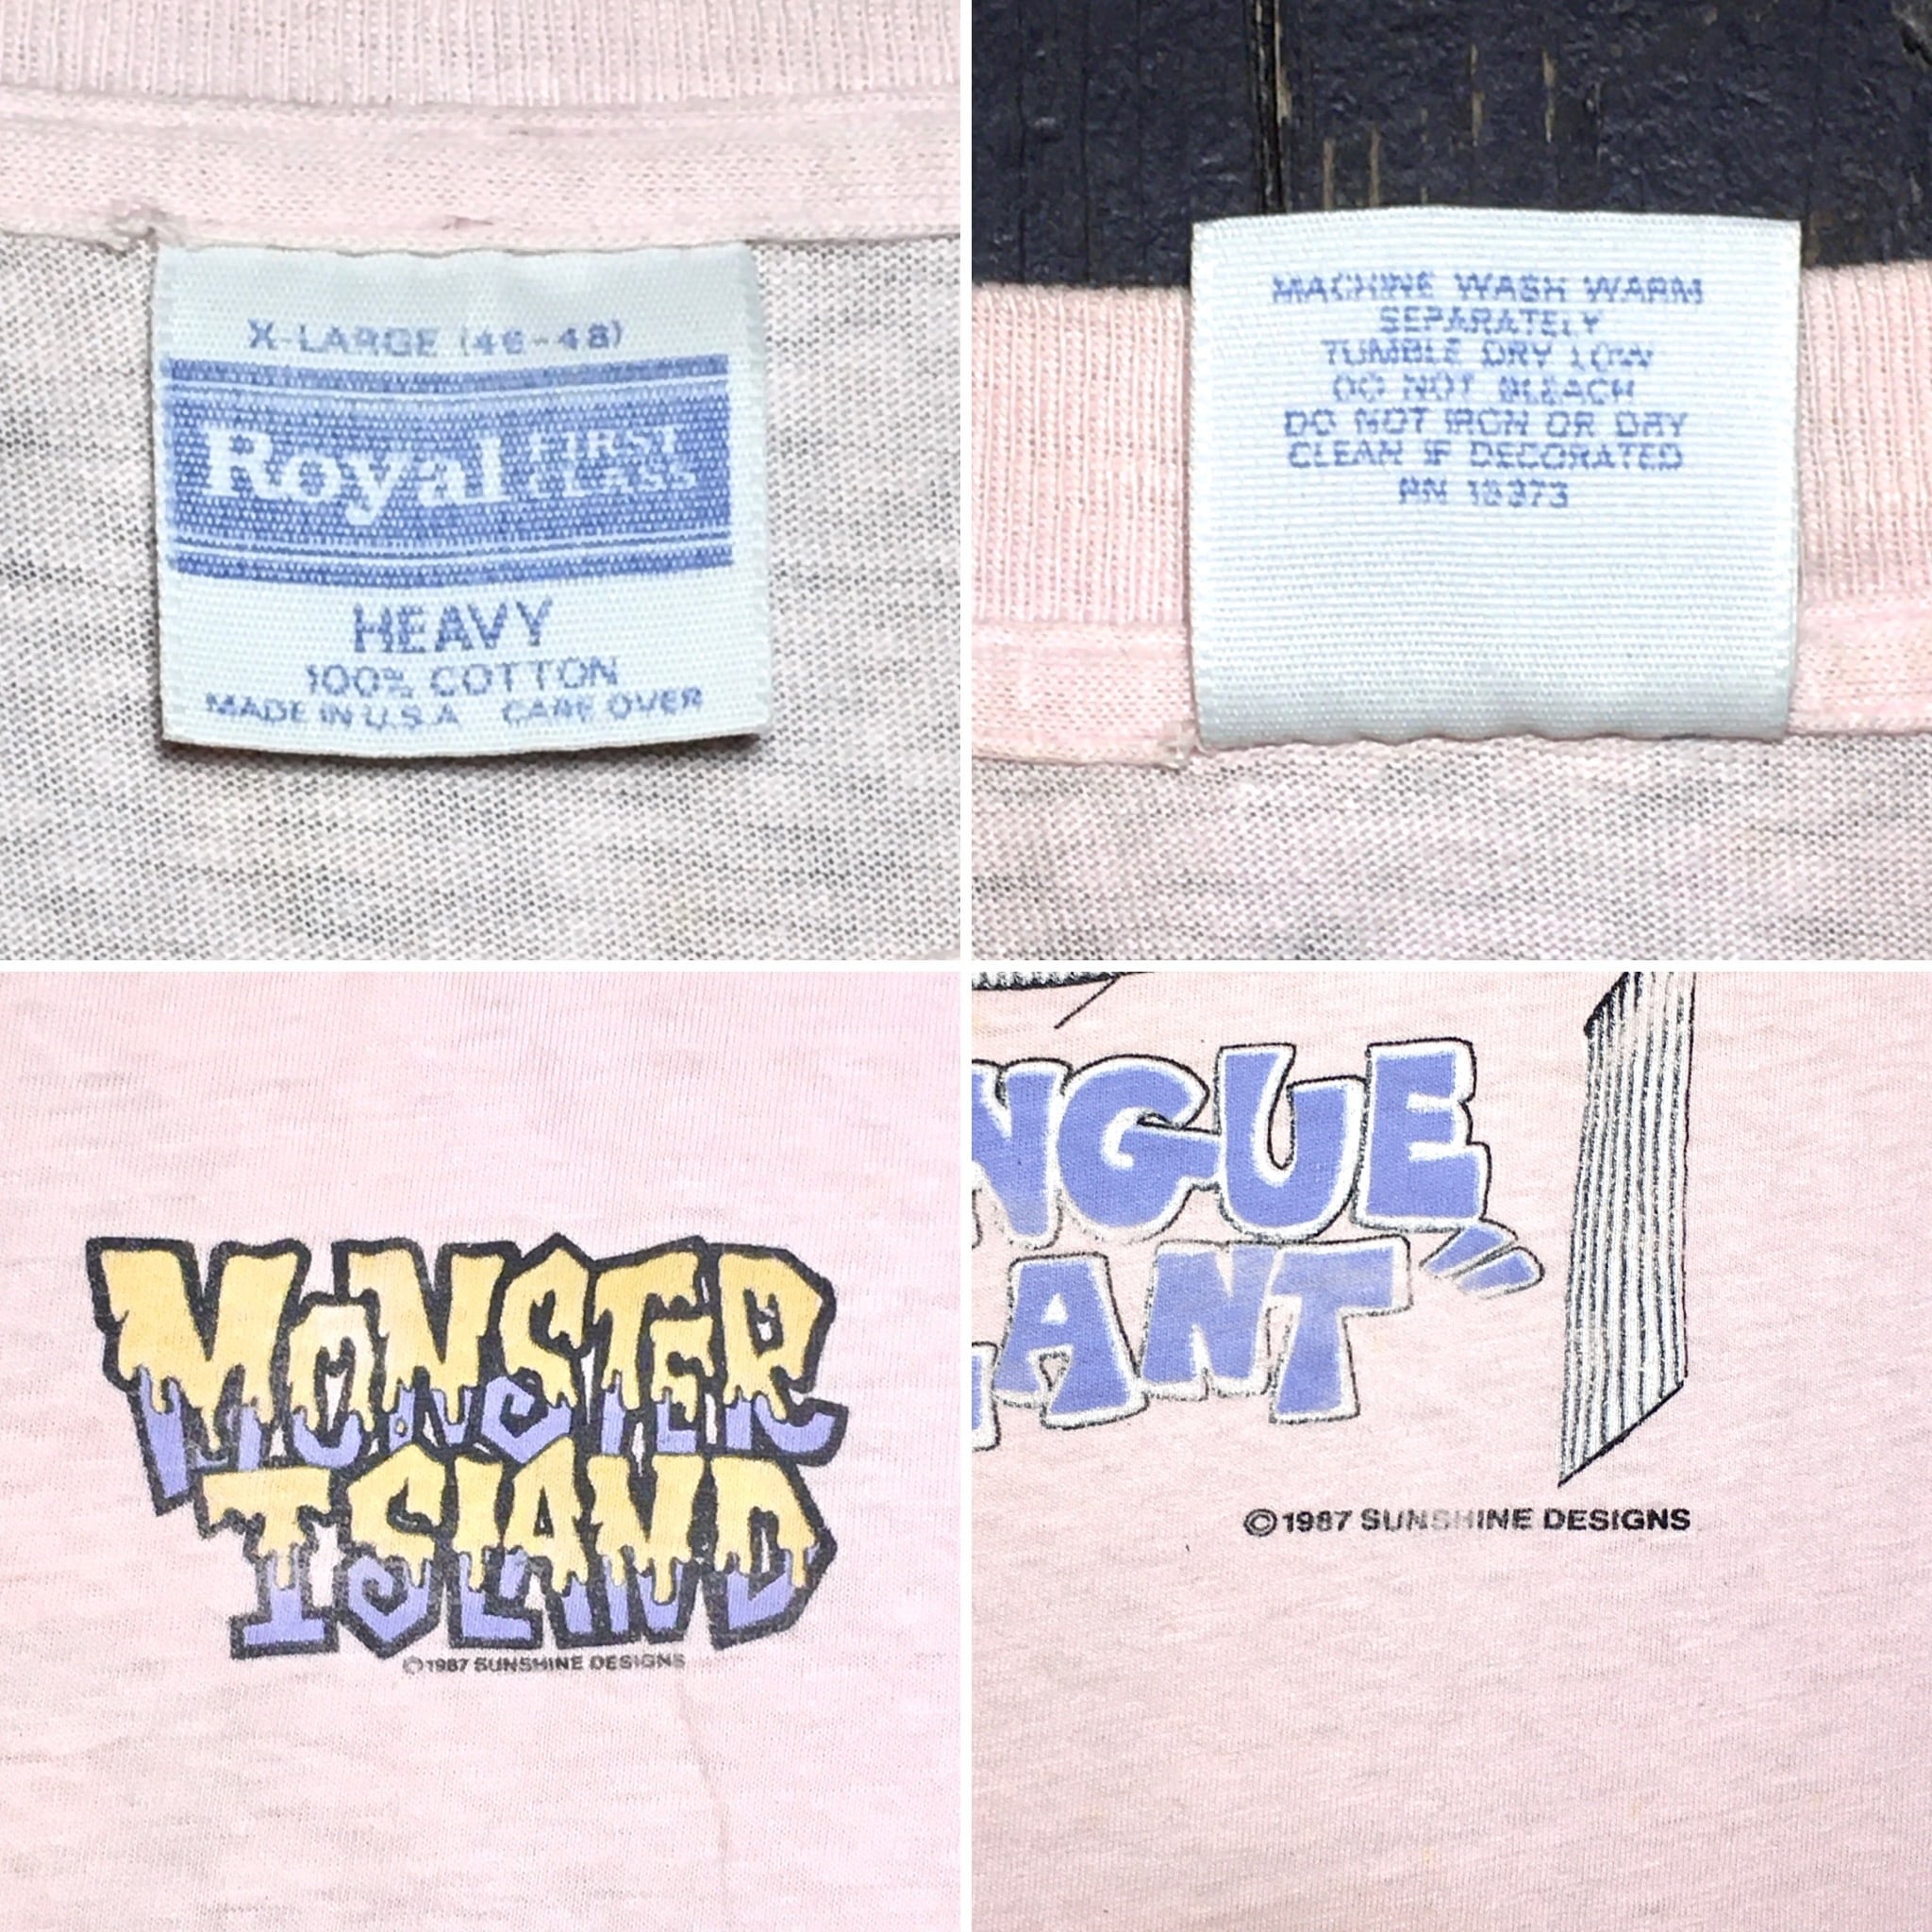 X-LARGE (46-48)
Royal FIRST CLASS
HEAVY
100% COTTON
MADE IN U.S.A CARE OVER
MACHINE WASH WARM
SEPARATELY
TUMBLE DRY LOW
DO NOT BLEACH
DO NOT IRON OR DRY
CLEAN IF DECORATED
RN 18373
MONSTER
ISLAND
©1987 SUNSHINE DESIGNS
NGUE,
ANT
©1987 SUNSHINE DESIGNS